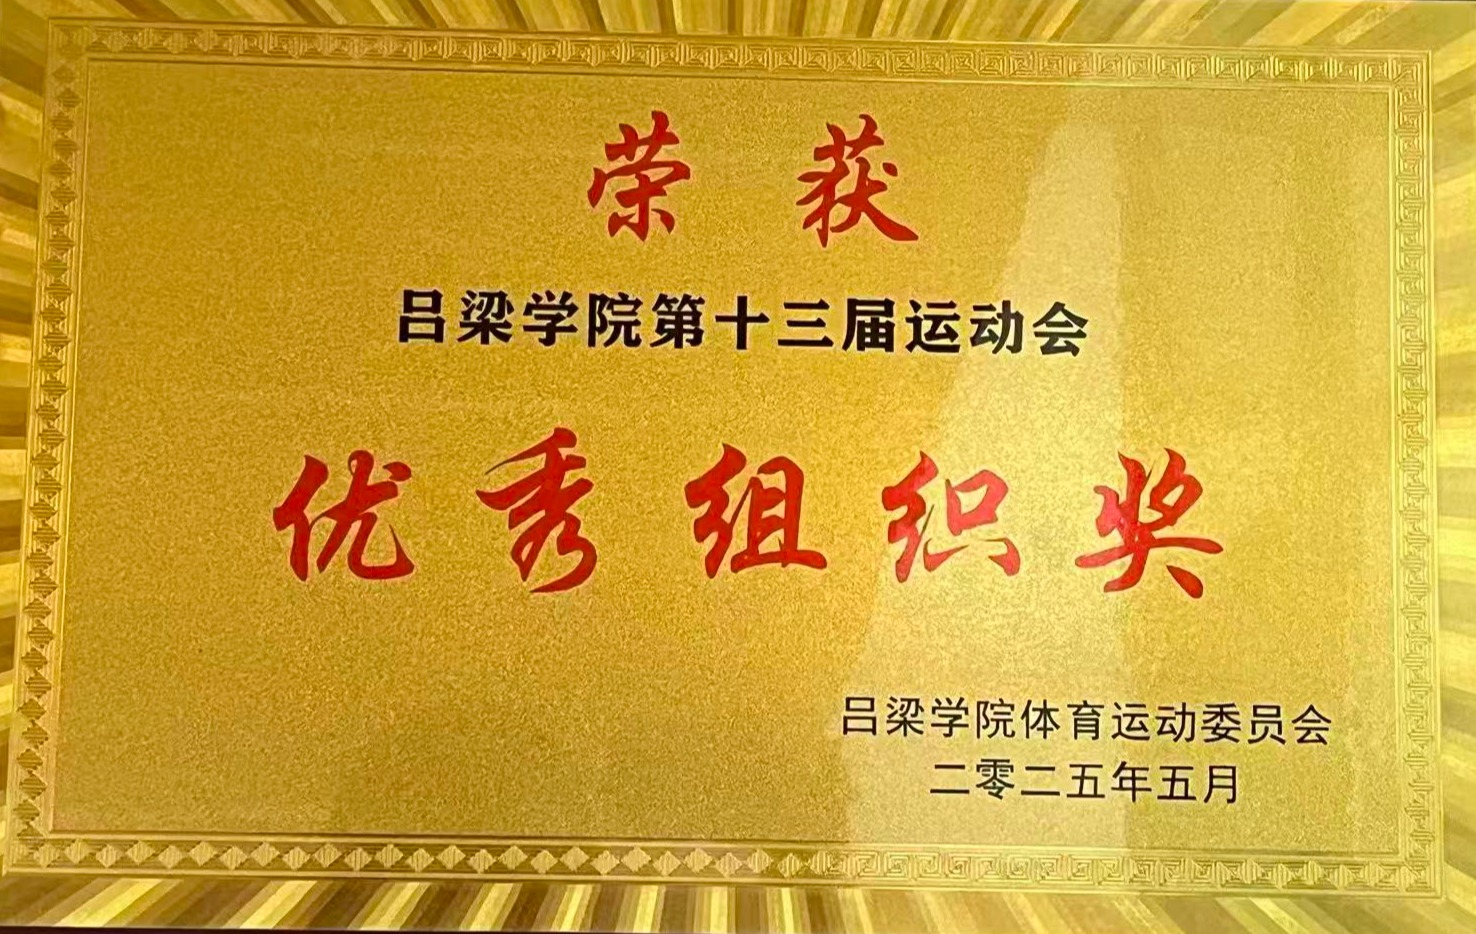 荣获
吕梁学院第十三届运动会
优秀组织奖
吕梁学院体育运动委员会
二零二五年五月